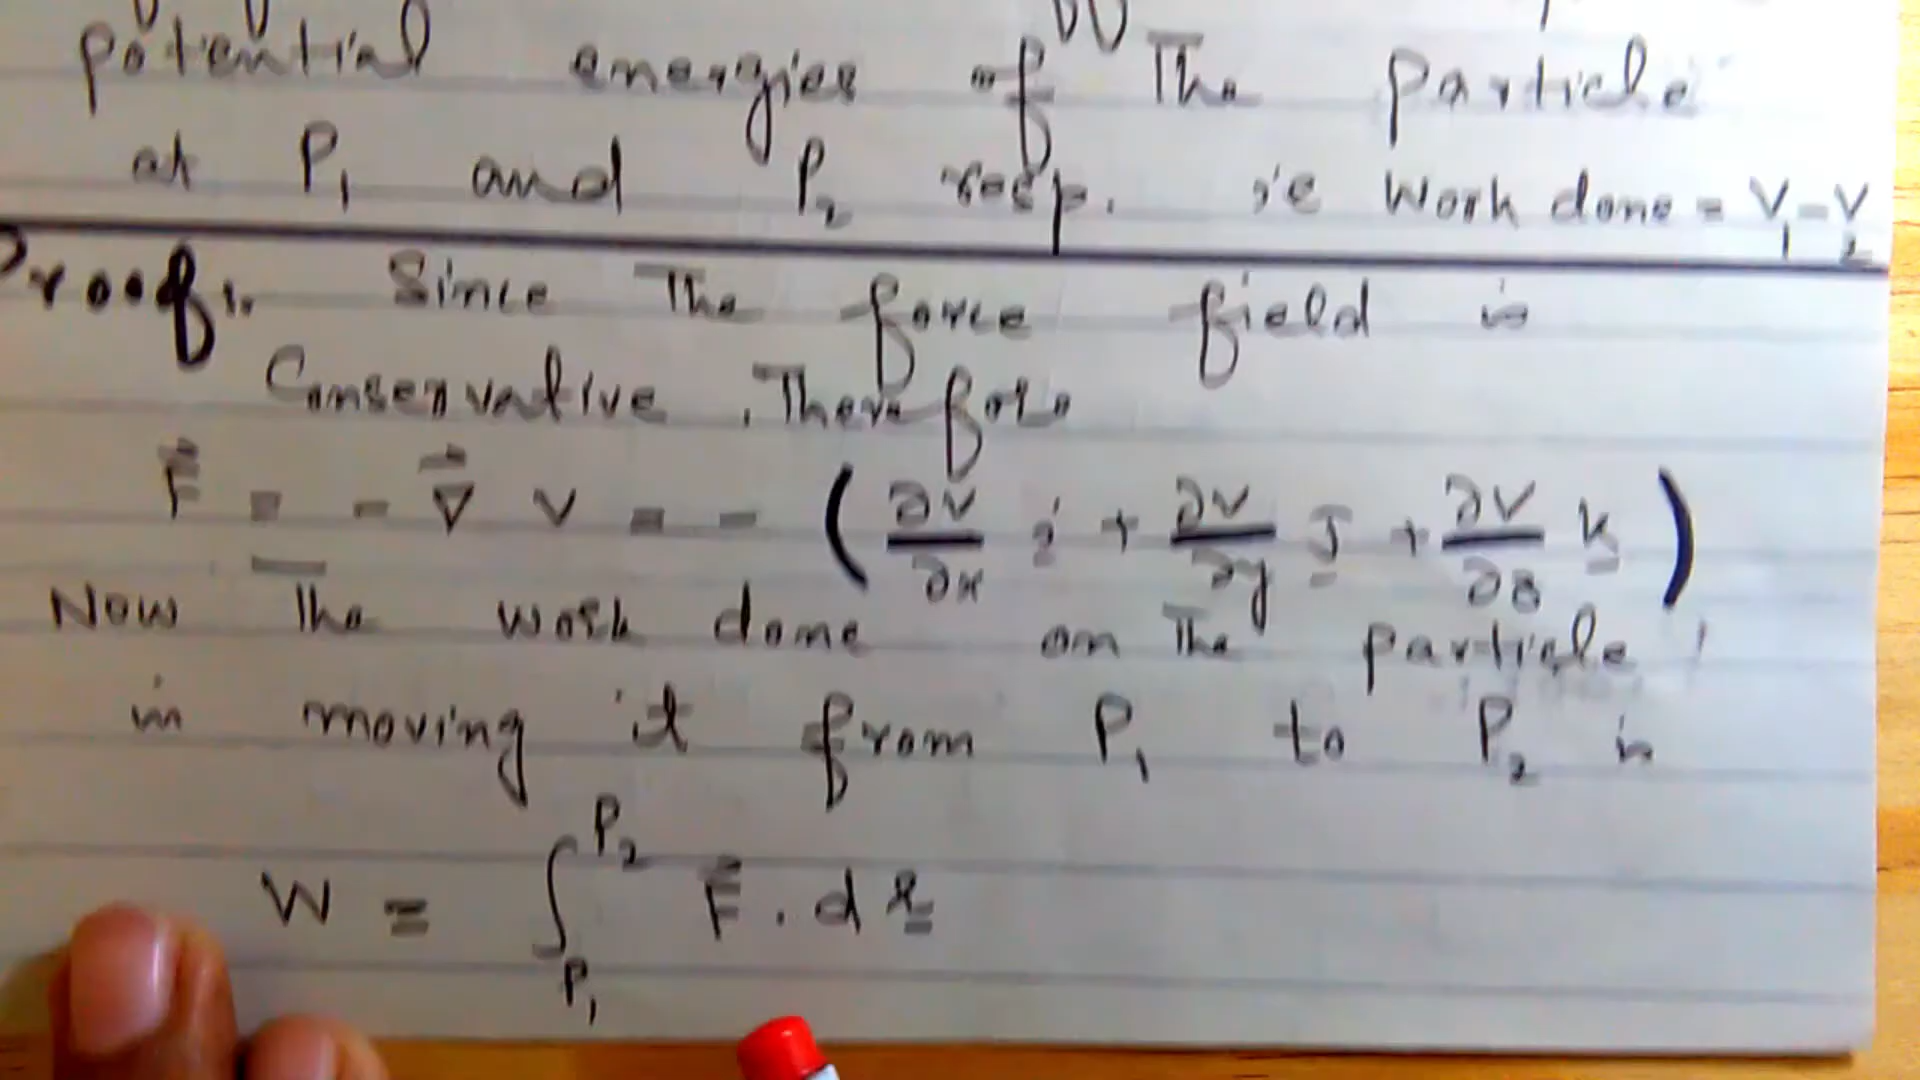 potential energies of the particle
at P₁ and P₂ resp. ie Work done = V₁ - V₂
Proof:. Since The force field is
Conservative. Therefore
F⃗ = - ∇⃗ V = - (∂V/∂x i + ∂V/∂y j + ∂V/∂z k)
Now the work done on The particle
in moving it from P₁ to P₂ is
W = ∫_{P₁}^{P₂} F⃗ . dr